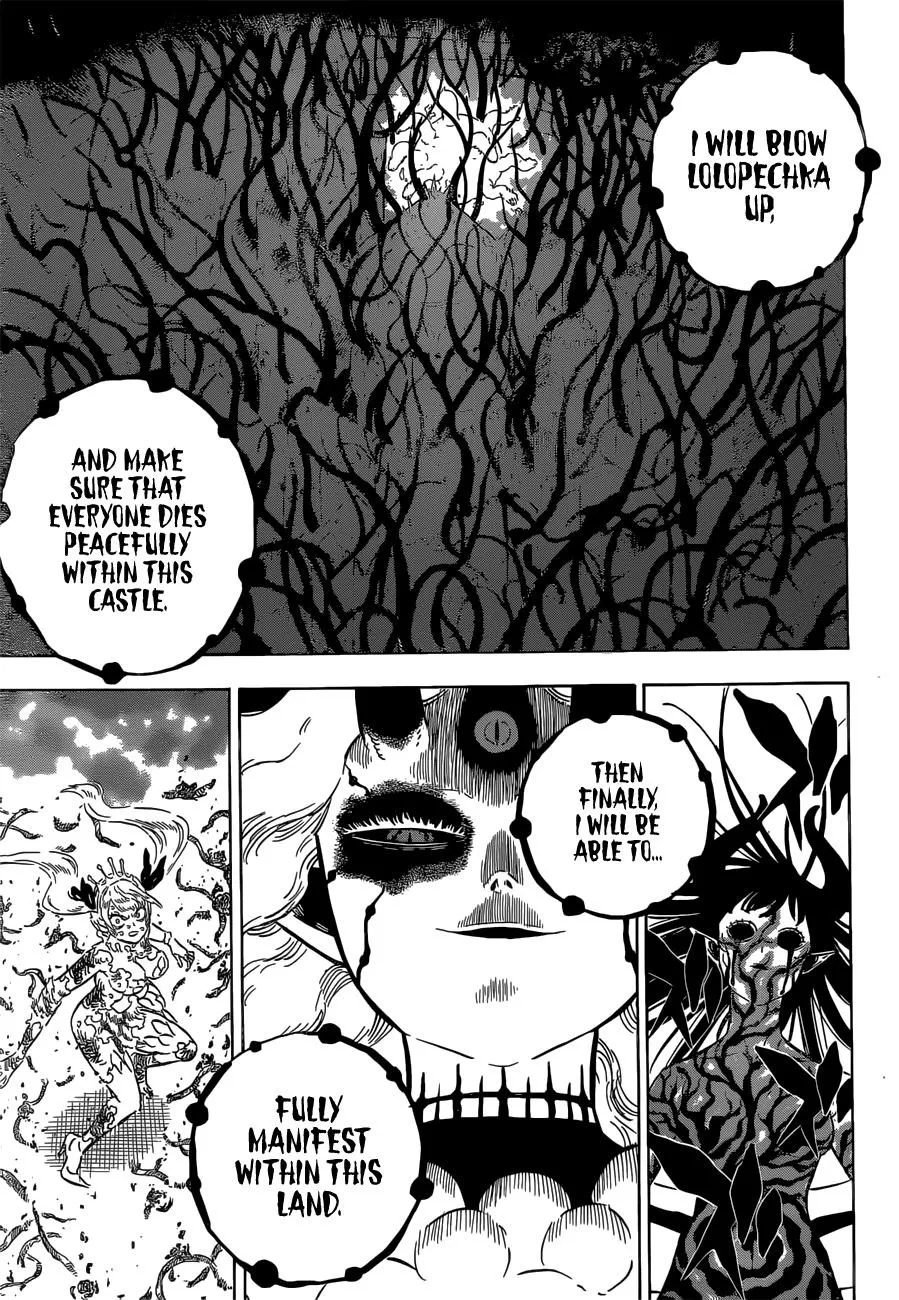 I WILL BLOW
LOLOPECHKA
UP,
AND MAKE
SURE THAT
EVERYONE DIES
PEACEFULLY
WITHIN THIS
CASTLE.
THEN
FINALLY,
I WILL BE
ABLE TO...
FULLY
MANIFEST
WITHIN THIS
LAND.